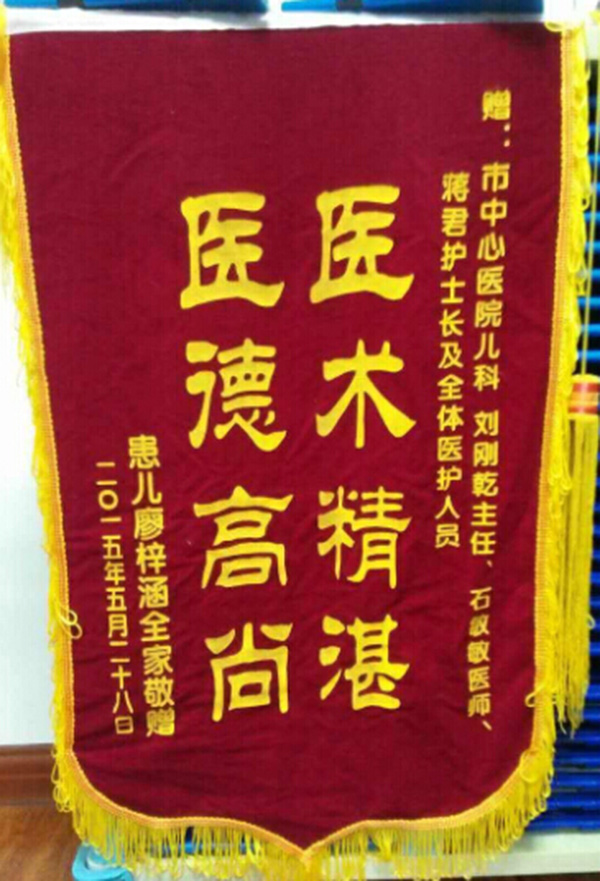 赠：市中心医院儿科 刘刚乾主任、石敏医师、
蒋君护士长及全体医护人员
医术精湛
医德高尚
患儿廖梓涵全家敬赠
二〇一五年五月二十八日